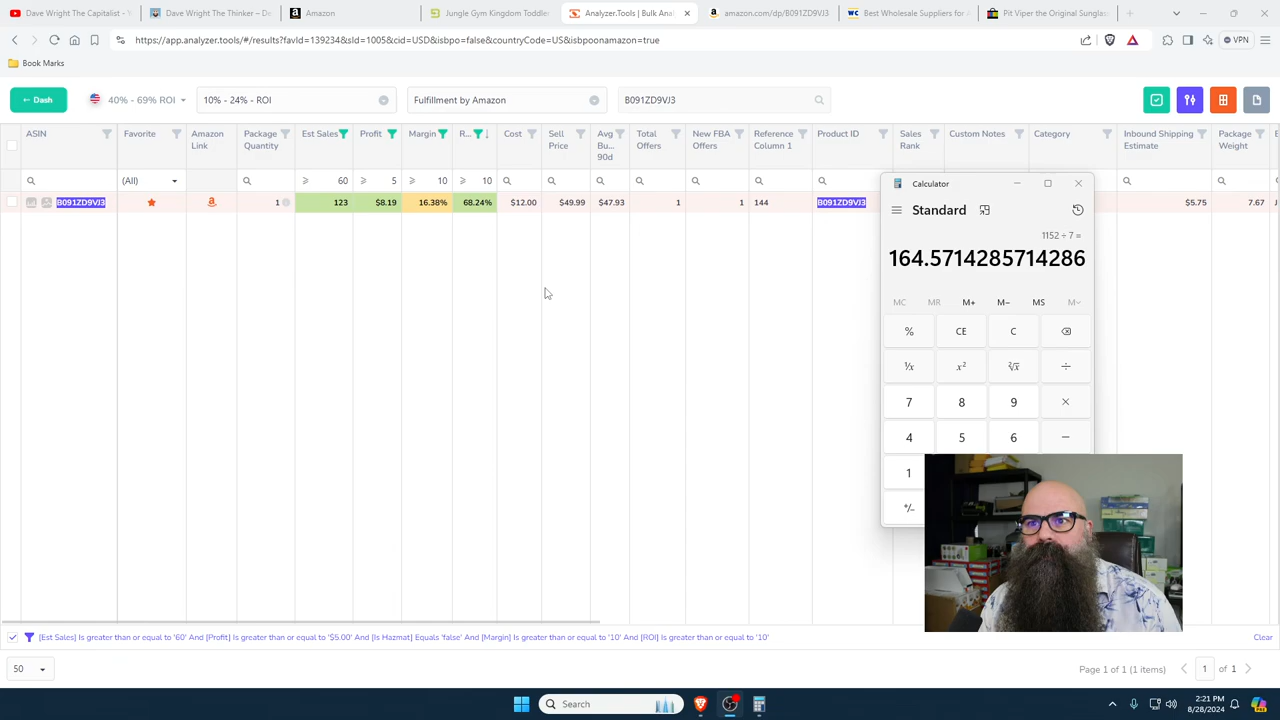 Dave Wright The Capitalist - Y
Dave Wright The Thinker – De
Amazon
Jungle Gym Kingdom Toddler
Analyzer.Tools | Bulk Anal
amazon.com/dp/B091ZD9VJ3
Best Wholesale Suppliers for A
Pit Viper the Original Sunglas
https://app.analyzer.tools/#/results?favId=139234&sId=1005&cid=USD&isbpo=false&countryCode=US&isbpoonamazon=true
VPN
Book Marks
← Dash
40% - 69% ROI
10% - 24% - ROI
Fulfillment by Amazon
B091ZD9VJ3
ASIN
Favorite
Amazon Link
Package Quantity
Est Sales
Profit
Margin
R...
Cost
Sell Price
Avg Bu... 90d
Total Offers
New FBA Offers
Reference Column 1
Product ID
Sales Rank
Custom Notes
Category
Inbound Shipping Estimate
Package Weight
(All)
≥ 60
≥ 5
≥ 10
≥ 10
B091ZD9VJ3
1
123
$8.19
16.38%
68.24%
$12.00
$49.99
$47.93
1
1
144
B091ZD9VJ3
$5.75
7.67
Calculator
Standard
1152 ÷ 7 =
164.5714285714286
MC MR M+ M− MS M˅
% CE C
⅟x x² ²√x ÷
7 8 9 ×
4 5 6 −
1
+/−
[Est Sales] Is greater than or equal to '60' And [Profit] Is greater than or equal to '$5.00' And [Is Hazmat] Equals 'false' And [Margin] Is greater than or equal to '10' And [ROI] Is greater than or equal to '10'
Clear
50
Page 1 of 1 (1 items)
1 of 1
Search
2:21 PM
8/28/2024